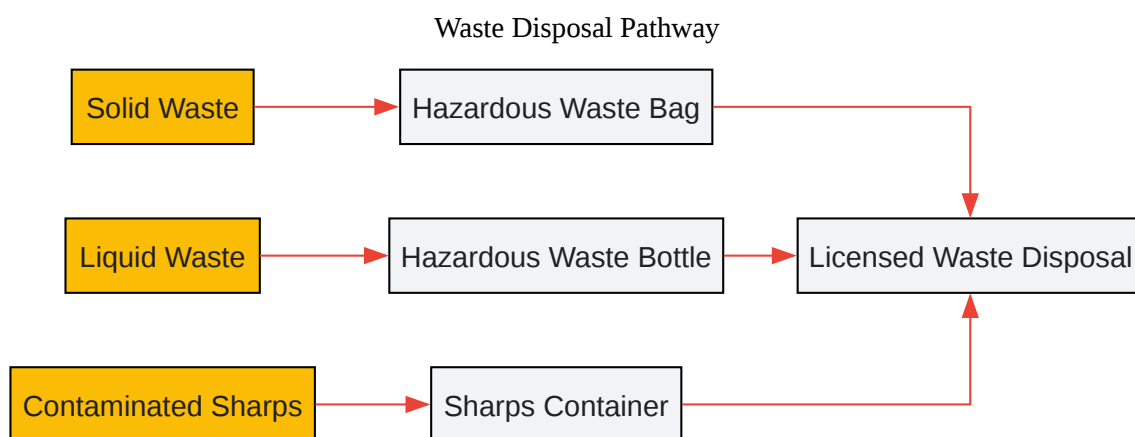 Waste Disposal Pathway
Solid Waste
Hazardous Waste Bag
Liquid Waste
Hazardous Waste Bottle
Licensed Waste Disposal
Contaminated Sharps
Sharps Container